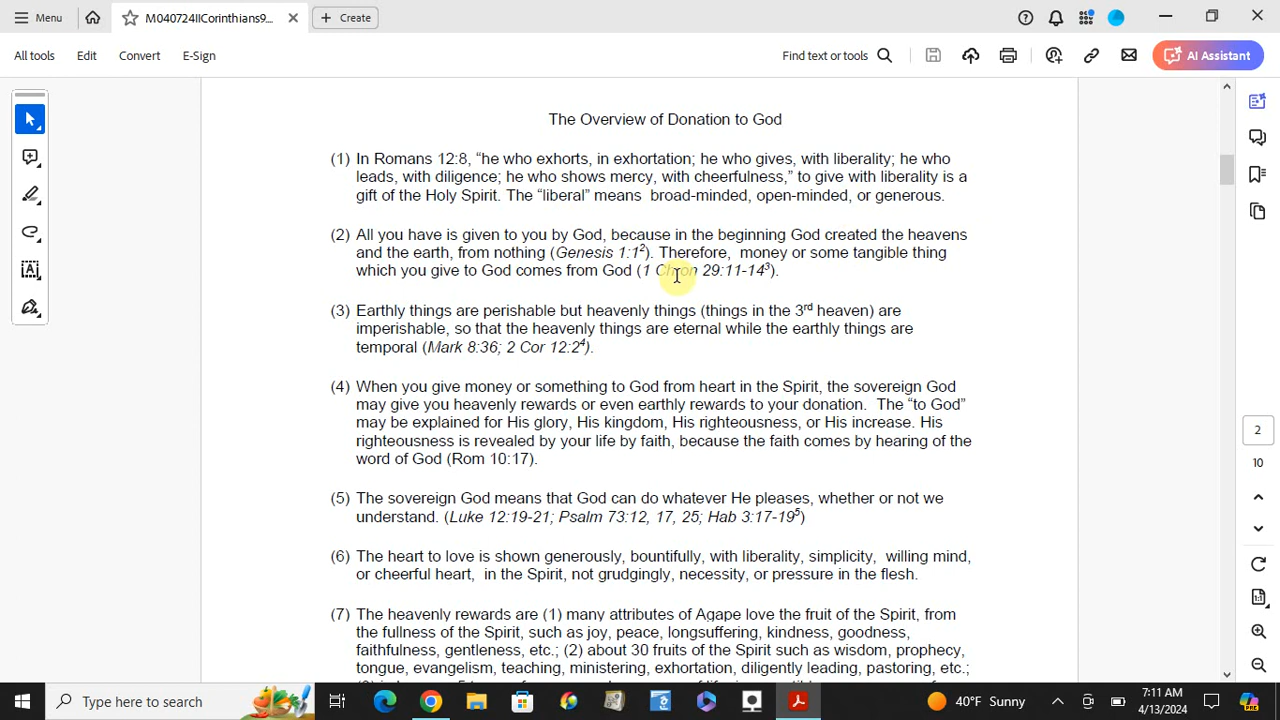 Menu
M040724IICorinthians9...
Create
All tools
Edit
Convert
E-Sign
Find text or tools
AI Assistant
The Overview of Donation to God
(1) In Romans 12:8, “he who exhorts, in exhortation; he who gives, with liberality; he who
leads, with diligence; he who shows mercy, with cheerfulness,” to give with liberality is a
gift of the Holy Spirit. The “liberal” means broad-minded, open-minded, or generous.
(2) All you have is given to you by God, because in the beginning God created the heavens
and the earth, from nothing (Genesis 1:1²). Therefore, money or some tangible thing
which you give to God comes from God (1 Chron 29:11-14³).
(3) Earthly things are perishable but heavenly things (things in the 3rd heaven) are
imperishable, so that the heavenly things are eternal while the earthly things are
temporal (Mark 8:36; 2 Cor 12:2⁴).
(4) When you give money or something to God from heart in the Spirit, the sovereign God
may give you heavenly rewards or even earthly rewards to your donation. The “to God”
may be explained for His glory, His kingdom, His righteousness, or His increase. His
righteousness is revealed by your life by faith, because the faith comes by hearing of the
word of God (Rom 10:17).
(5) The sovereign God means that God can do whatever He pleases, whether or not we
understand. (Luke 12:19-21; Psalm 73:12, 17, 25; Hab 3:17-19⁵)
(6) The heart to love is shown generously, bountifully, with liberality, simplicity, willing mind,
or cheerful heart, in the Spirit, not grudgingly, necessity, or pressure in the flesh.
(7) The heavenly rewards are (1) many attributes of Agape love the fruit of the Spirit, from
the fullness of the Spirit, such as joy, peace, longsuffering, kindness, goodness,
faithfulness, gentleness, etc.; (2) about 30 fruits of the Spirit such as wisdom, prophecy,
tongue, evangelism, teaching, ministering, exhortation, diligently leading, pastoring, etc.;
2
10
Type here to search
40°F Sunny
7:11 AM
4/13/2024